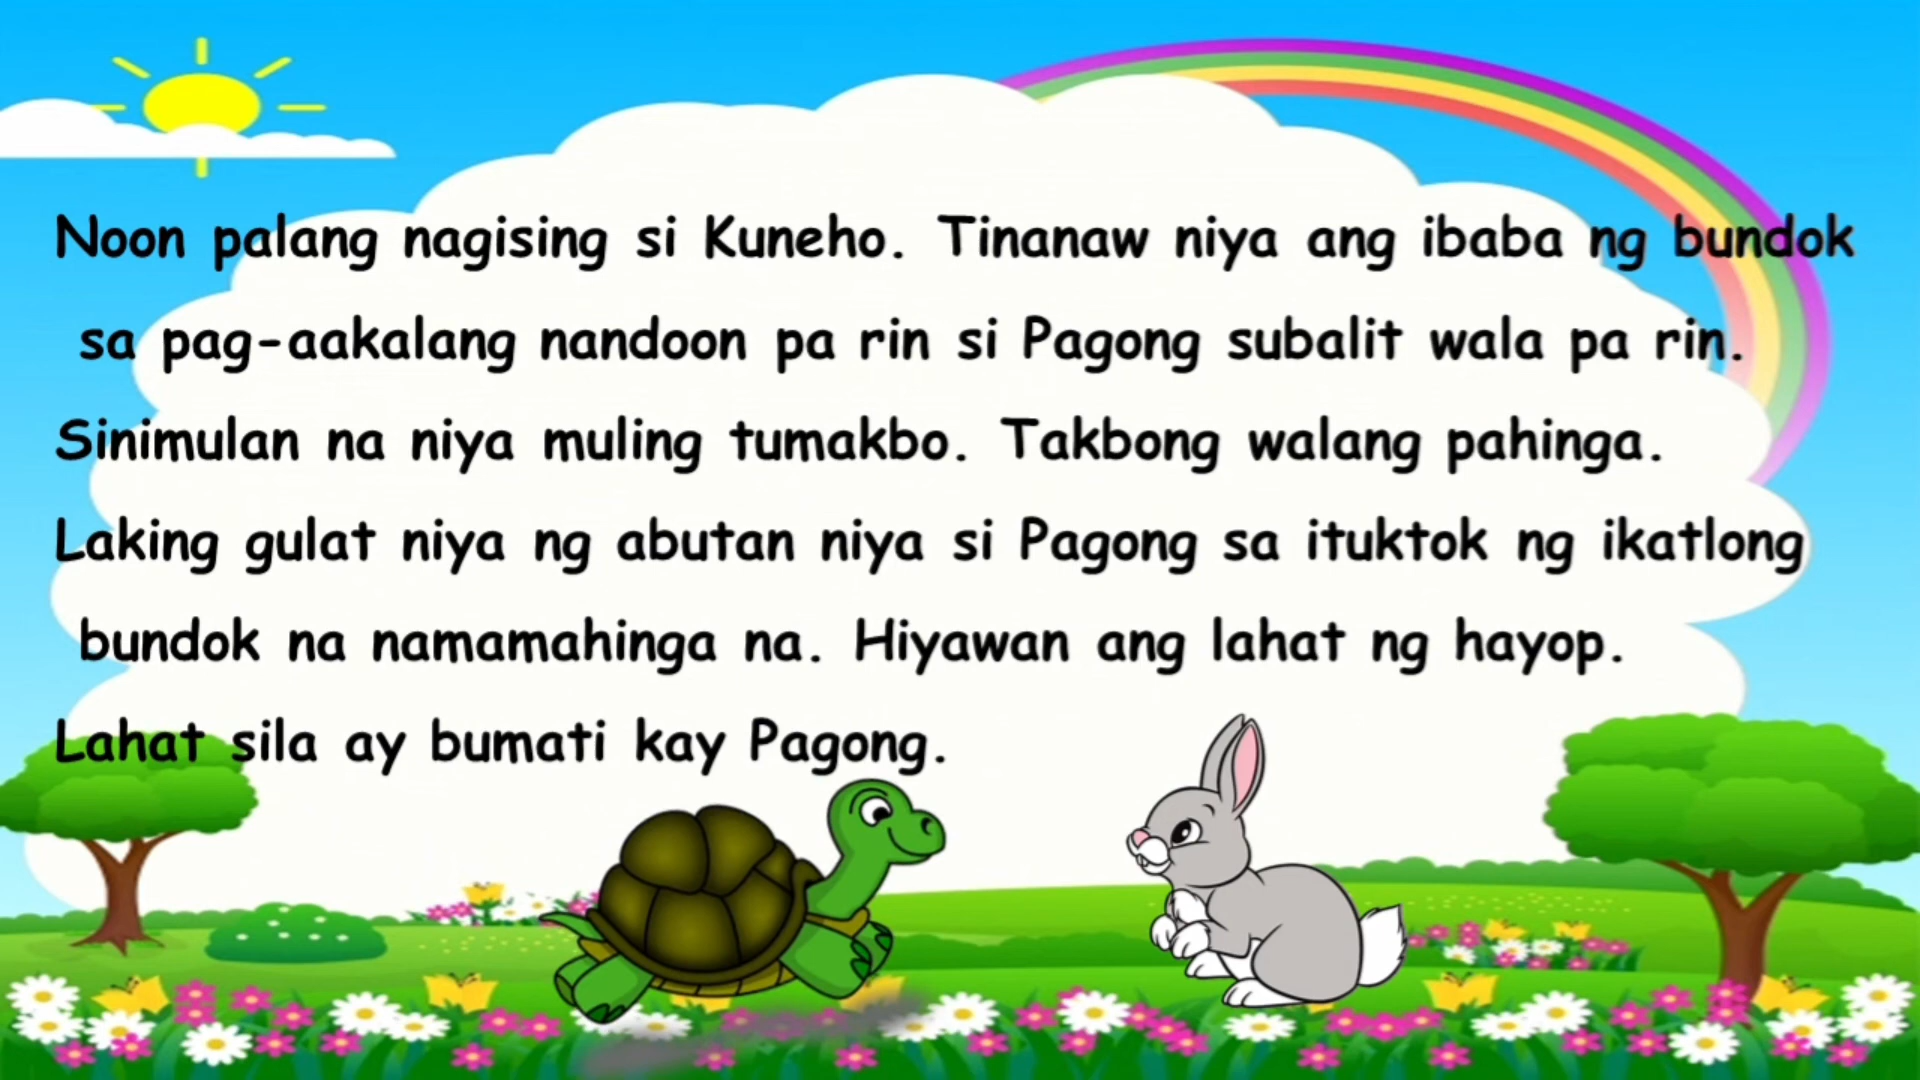 Noon palang nagising si Kuneho. Tinanaw niya ang ibaba ng bundok
sa pag-aakalang nandoon pa rin si Pagong subalit wala pa rin.
Sinimulan na niya muling tumakbo. Takbong walang pahinga.
Laking gulat niya ng abutan niya si Pagong sa ituktok ng ikatlong
bundok na namamahinga na. Hiyawan ang lahat ng hayop.
Lahat sila ay bumati kay Pagong.